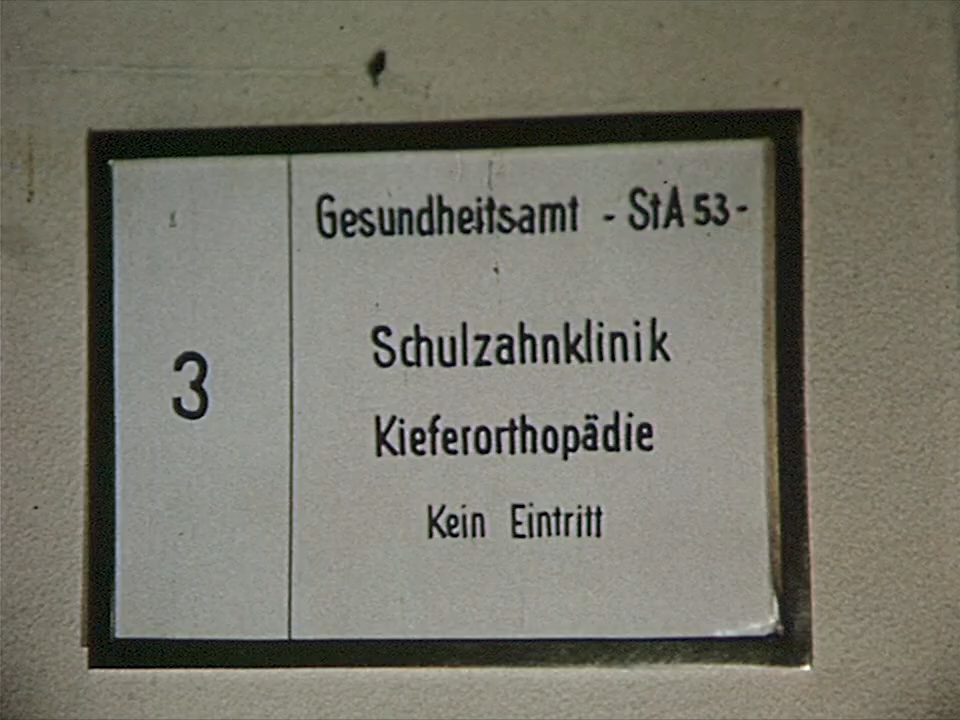 Gesundheitsamt - StA 53 -
3
Schulzahnklinik
Kieferorthopädie
Kein Eintritt